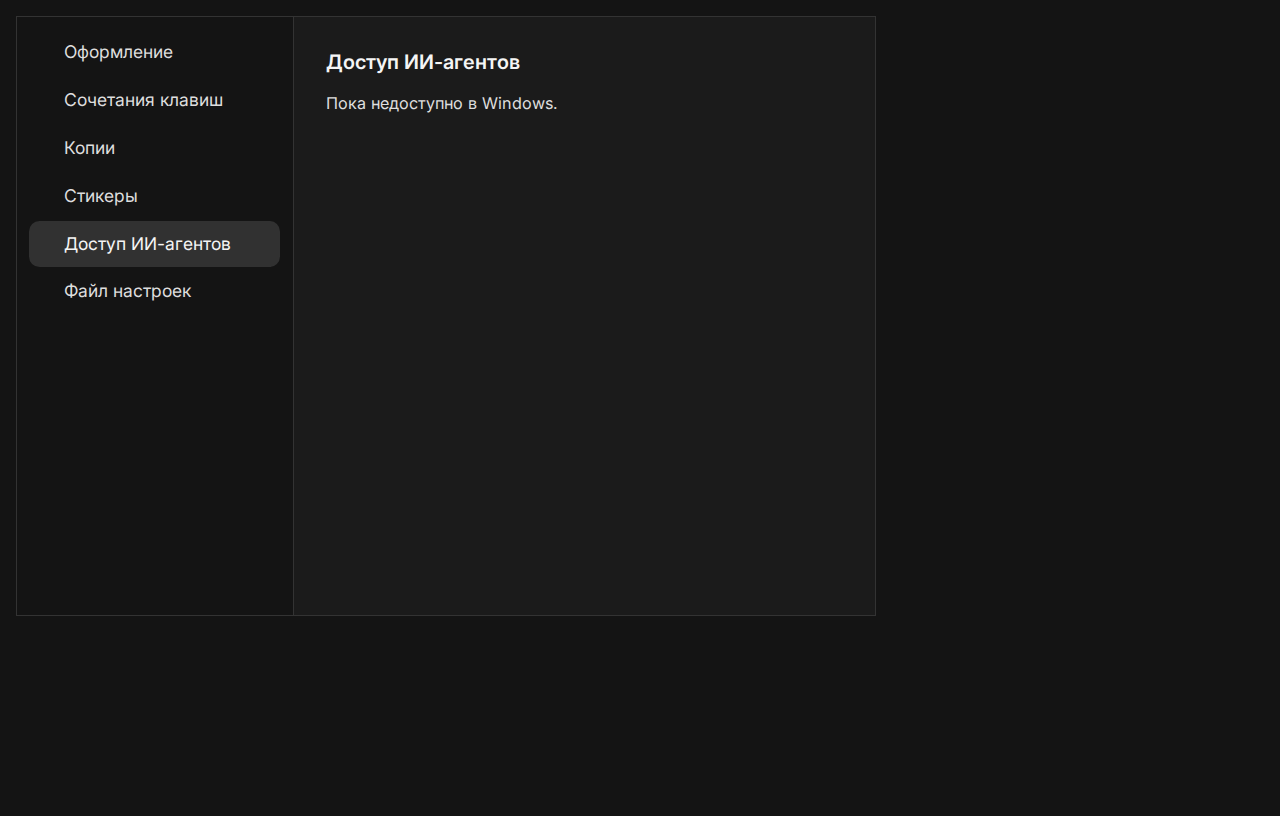 Оформление
Сочетания клавиш
Копии
Стикеры
Доступ ИИ-агентов
Файл настроек
Доступ ИИ-агентов
Пока недоступно в Windows.